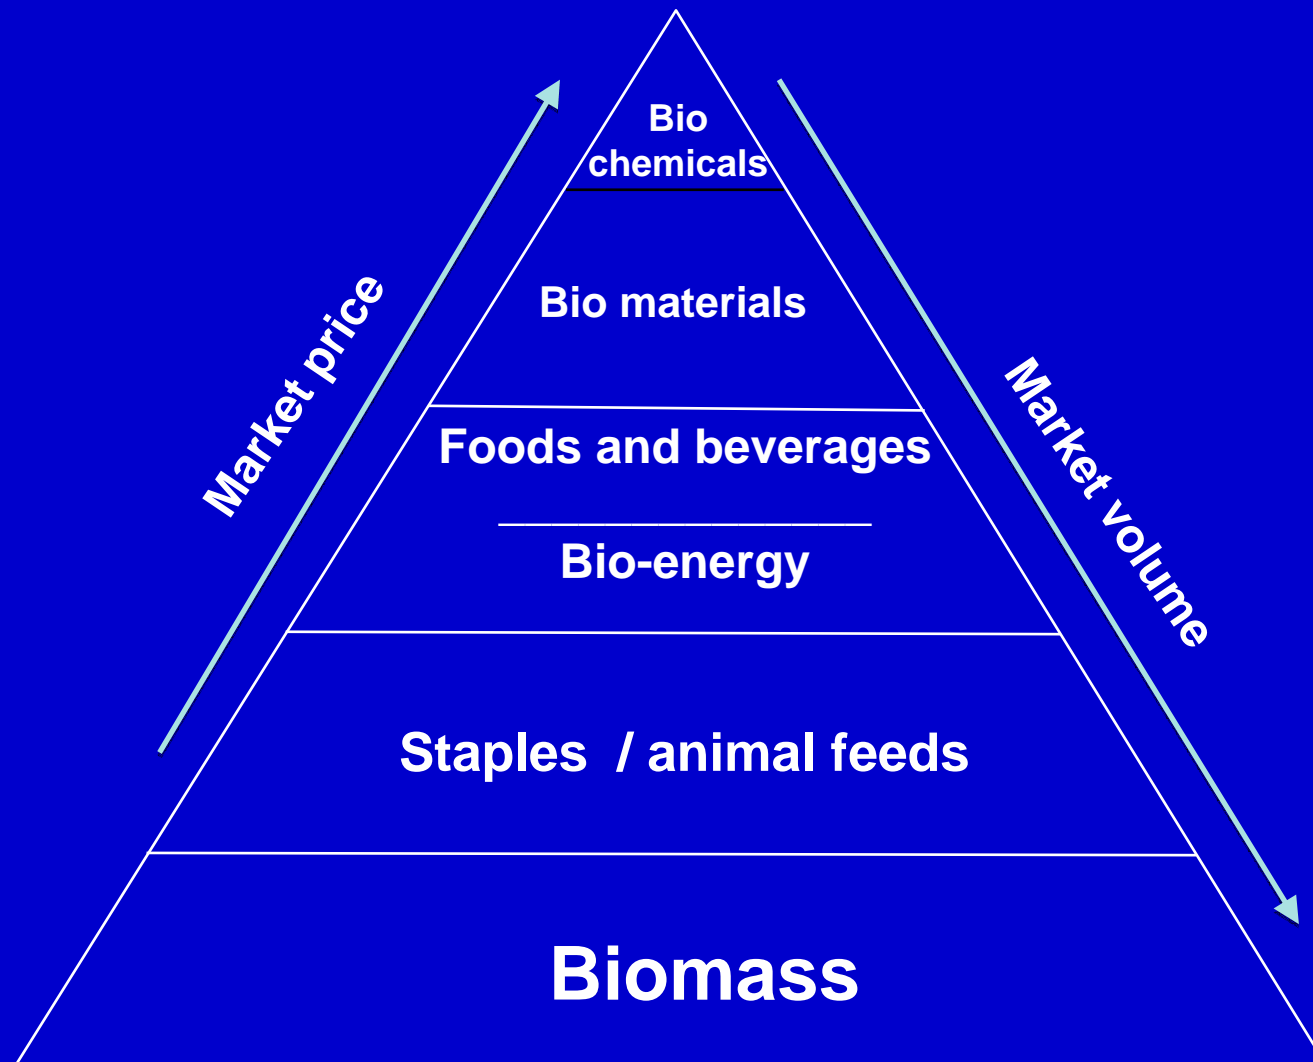 Bio
chemicals
Bio materials
Market price
Market volume
Foods and beverages
Bio-energy
Staples / animal feeds
Biomass